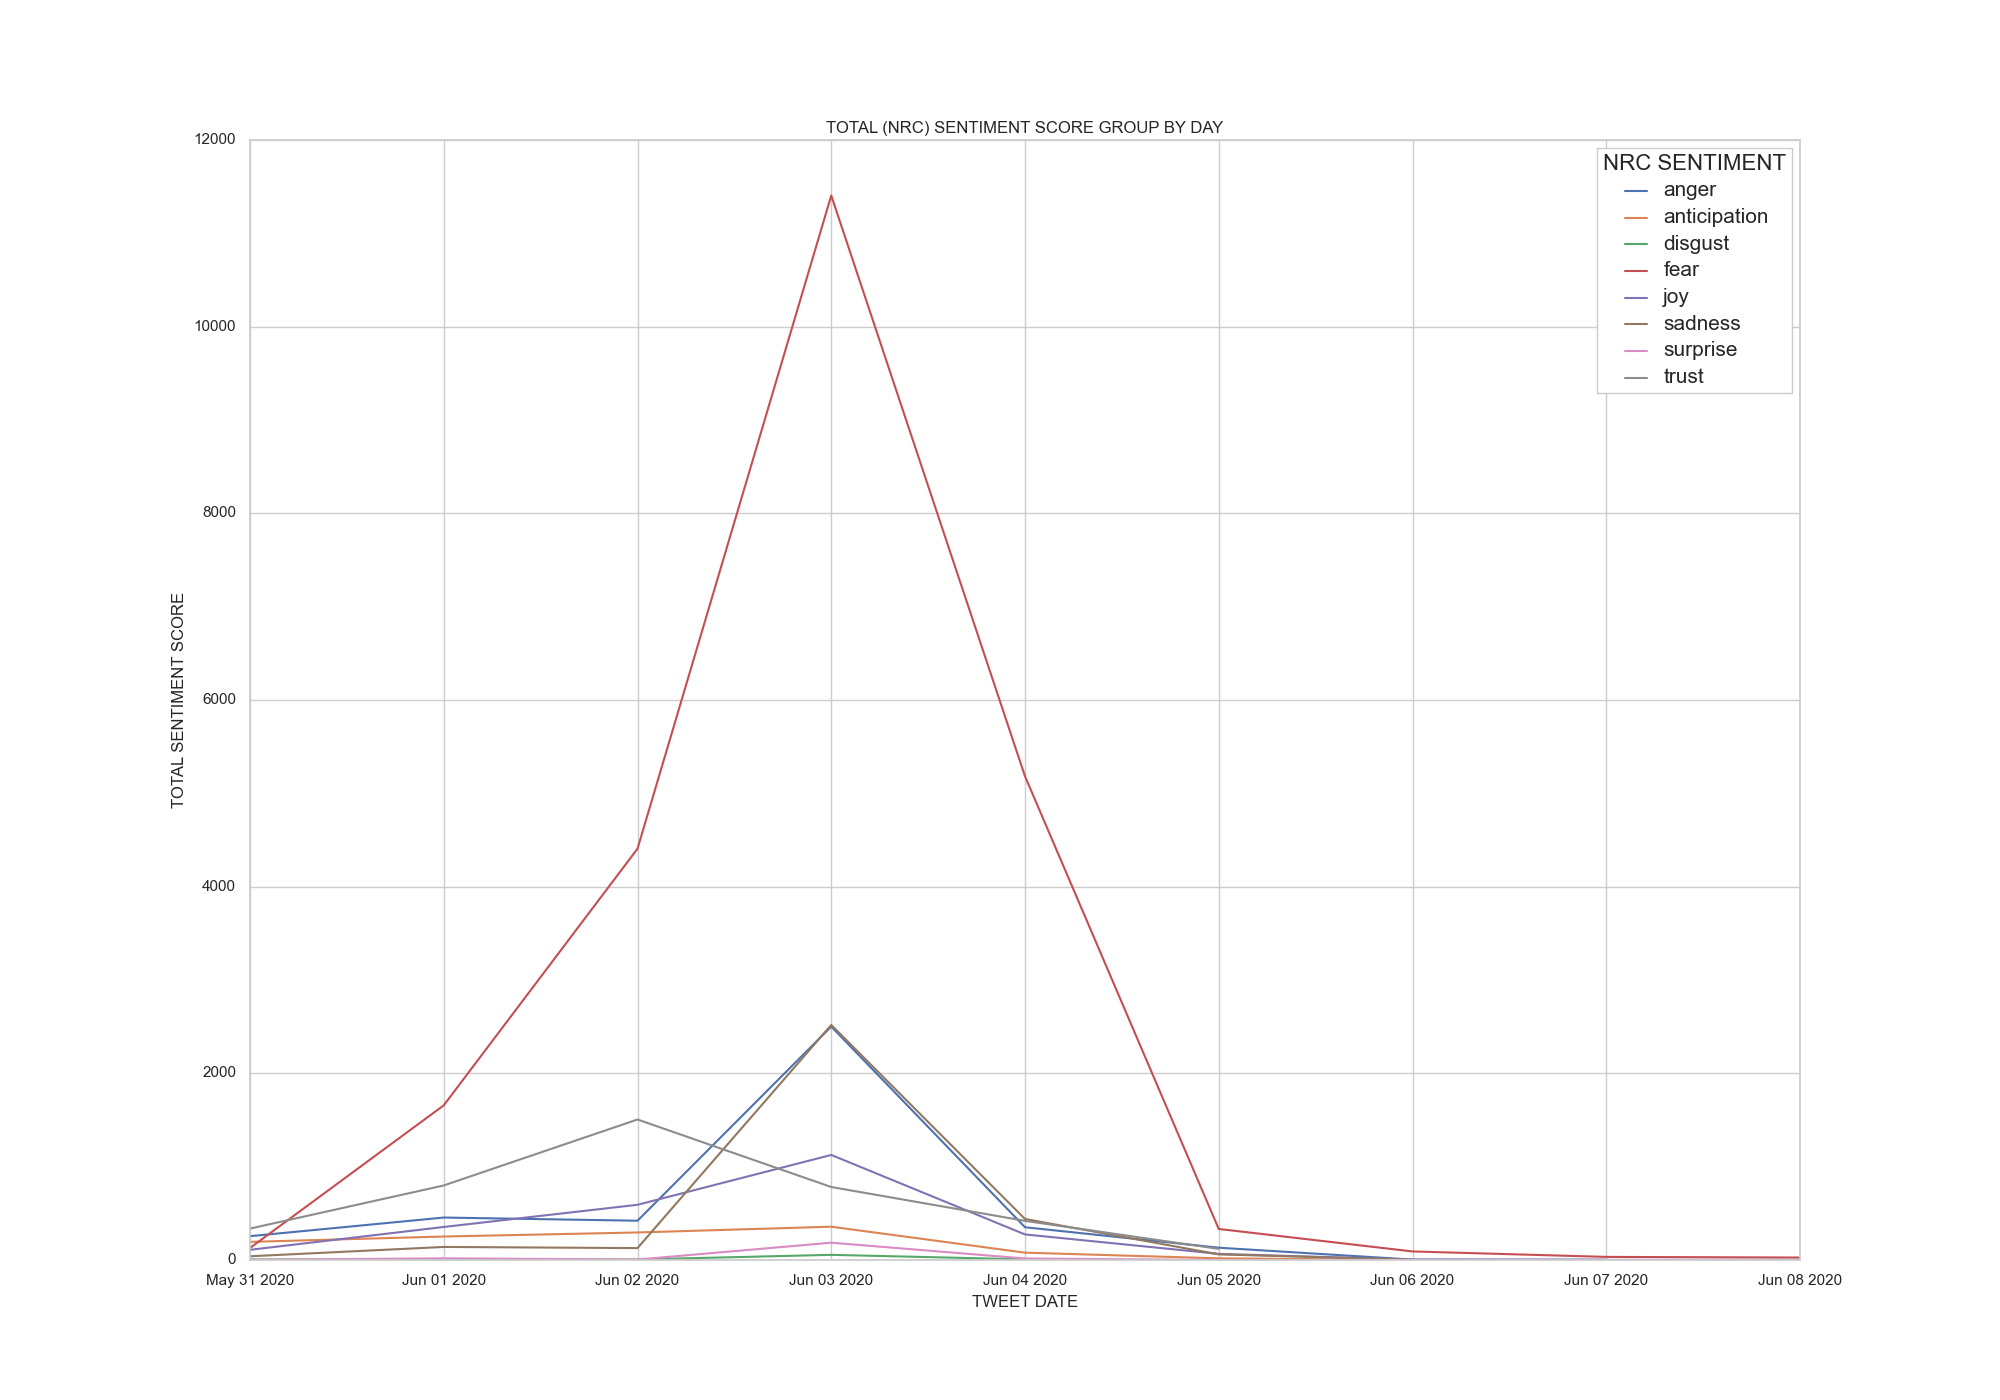 TOTAL (NRC) SENTIMENT SCORE GROUP BY DAY
12000
10000
8000
6000
4000
2000
0
TOTAL SENTIMENT SCORE
NRC SENTIMENT
anger
anticipation
disgust
fear
joy
sadness
surprise
trust
May 31 2020 Jun 01 2020 Jun 02 2020 Jun 03 2020 Jun 04 2020 Jun 05 2020 Jun 06 2020 Jun 07 2020 Jun 08 2020
TWEET DATE